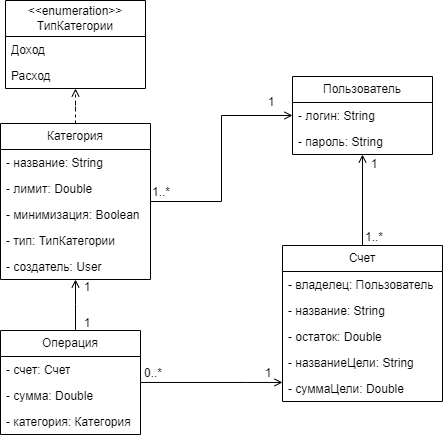 <<enumeration>>
ТипКатегории
Доход
Расход
Категория
- название: String
- лимит: Double
- минимизация: Boolean
- тип: ТипКатегории
- создатель: User
1..*
1
Пользователь
- логин: String
- пароль: String
1
1..*
Счет
- владелец: Пользователь
- название: String
- остаток: Double
- названиеЦели: String
- суммаЦели: Double
1
1
Операция
- счет: Счет
- сумма: Double
- категория: Категория
0..*
1